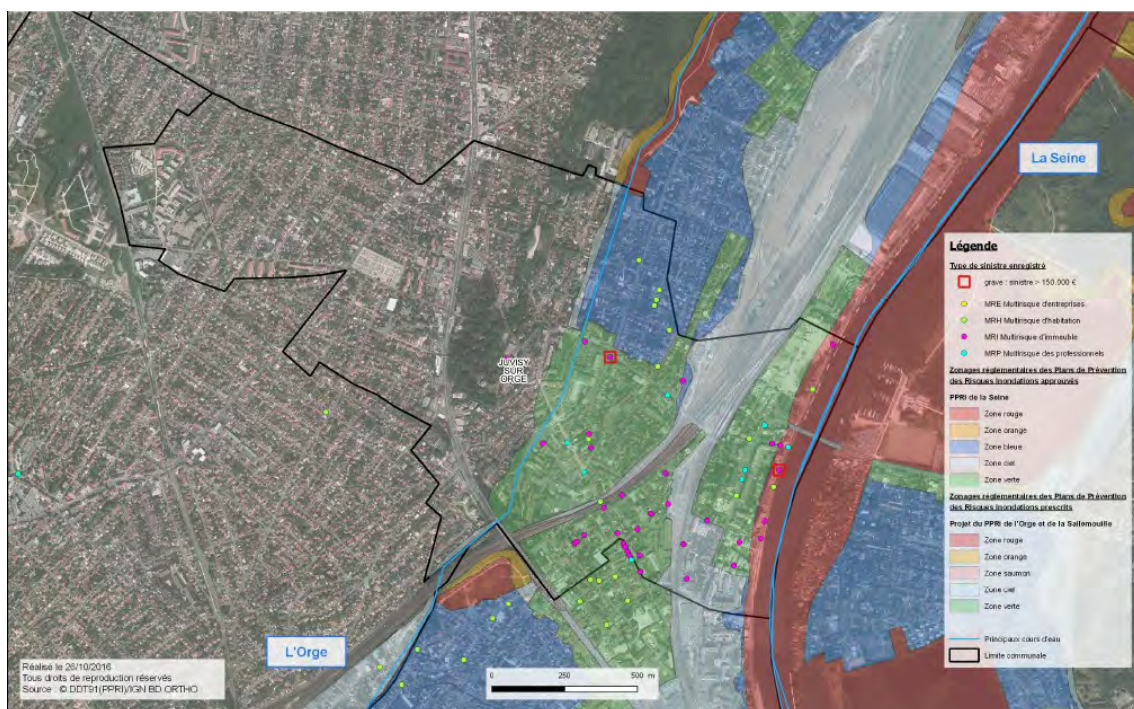 La Seine
JUVISY
SUR
ORGE
L'Orge
Légende
Type de sinistre enregistré
grave : sinistre > 150.000 €
MRE Multirisque d'entreprises
MRH Multirisque d'habitation
MRI Multirisque d'immeuble
MRP Multirisque des professionnels
Zonages réglementaires des Plans de Prévention
des Risques Inondations approuvés
PPRI de la Seine
Zone rouge
Zone orange
Zone bleue
Zone ciel
Zone verte
Zonages réglementaires des Plans de Prévention
des Risques Inondations prescrits
Projet du PPRI de l'Orge et de la Sallemouille
Zone rouge
Zone orange
Zone saumon
Zone ciel
Zone verte
Principaux cours d'eau
Limite communale
Réalisé le 26/10/2016
Tous droits de reproduction réservés
Source : © DDT91(PPRI)/IGN BD ORTHO
0 250 500 m